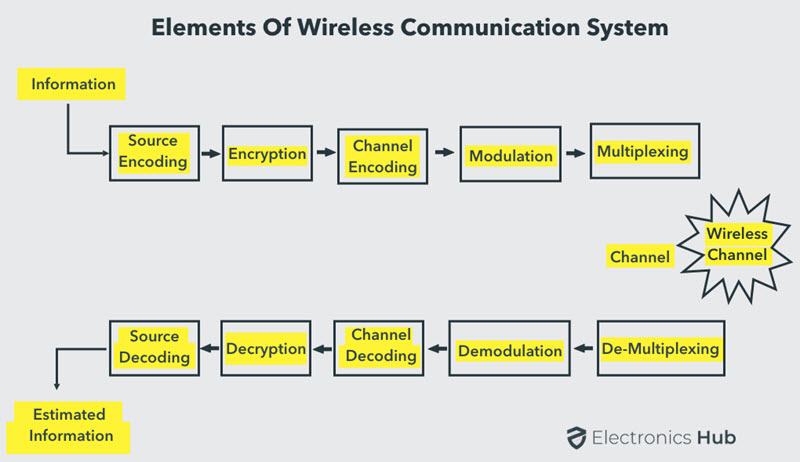 Elements Of Wireless Communication System
Information
Source
Encoding
Encryption
Channel
Encoding
Modulation
Multiplexing
Wireless
Channel
Channel
Source
Decoding
Decryption
Channel
Decoding
Demodulation
De-Multiplexing
Estimated
Information
Electronics Hub